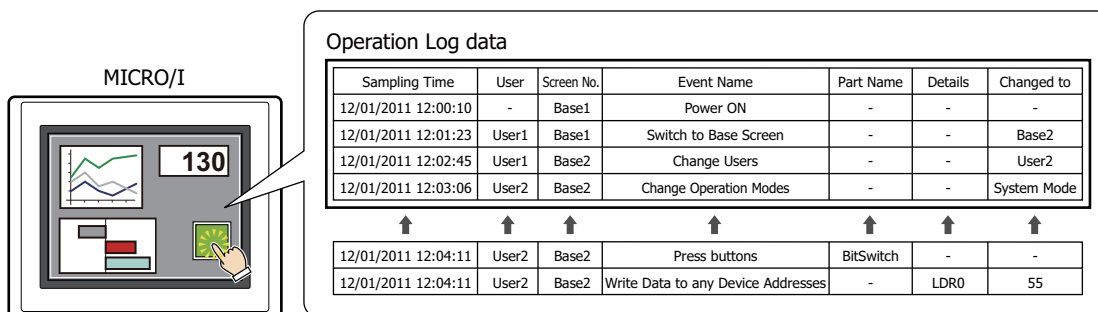 Operation Log data
MICRO/I
130
Sampling Time User Screen No. Event Name Part Name Details Changed to
12/01/2011 12:00:10 - Base1 Power ON - - -
12/01/2011 12:01:23 User1 Base1 Switch to Base Screen - - Base2
12/01/2011 12:02:45 User1 Base2 Change Users - - User2
12/01/2011 12:03:06 User2 Base2 Change Operation Modes - - System Mode
12/01/2011 12:04:11 User2 Base2 Press buttons BitSwitch - -
12/01/2011 12:04:11 User2 Base2 Write Data to any Device Addresses - LDR0 55